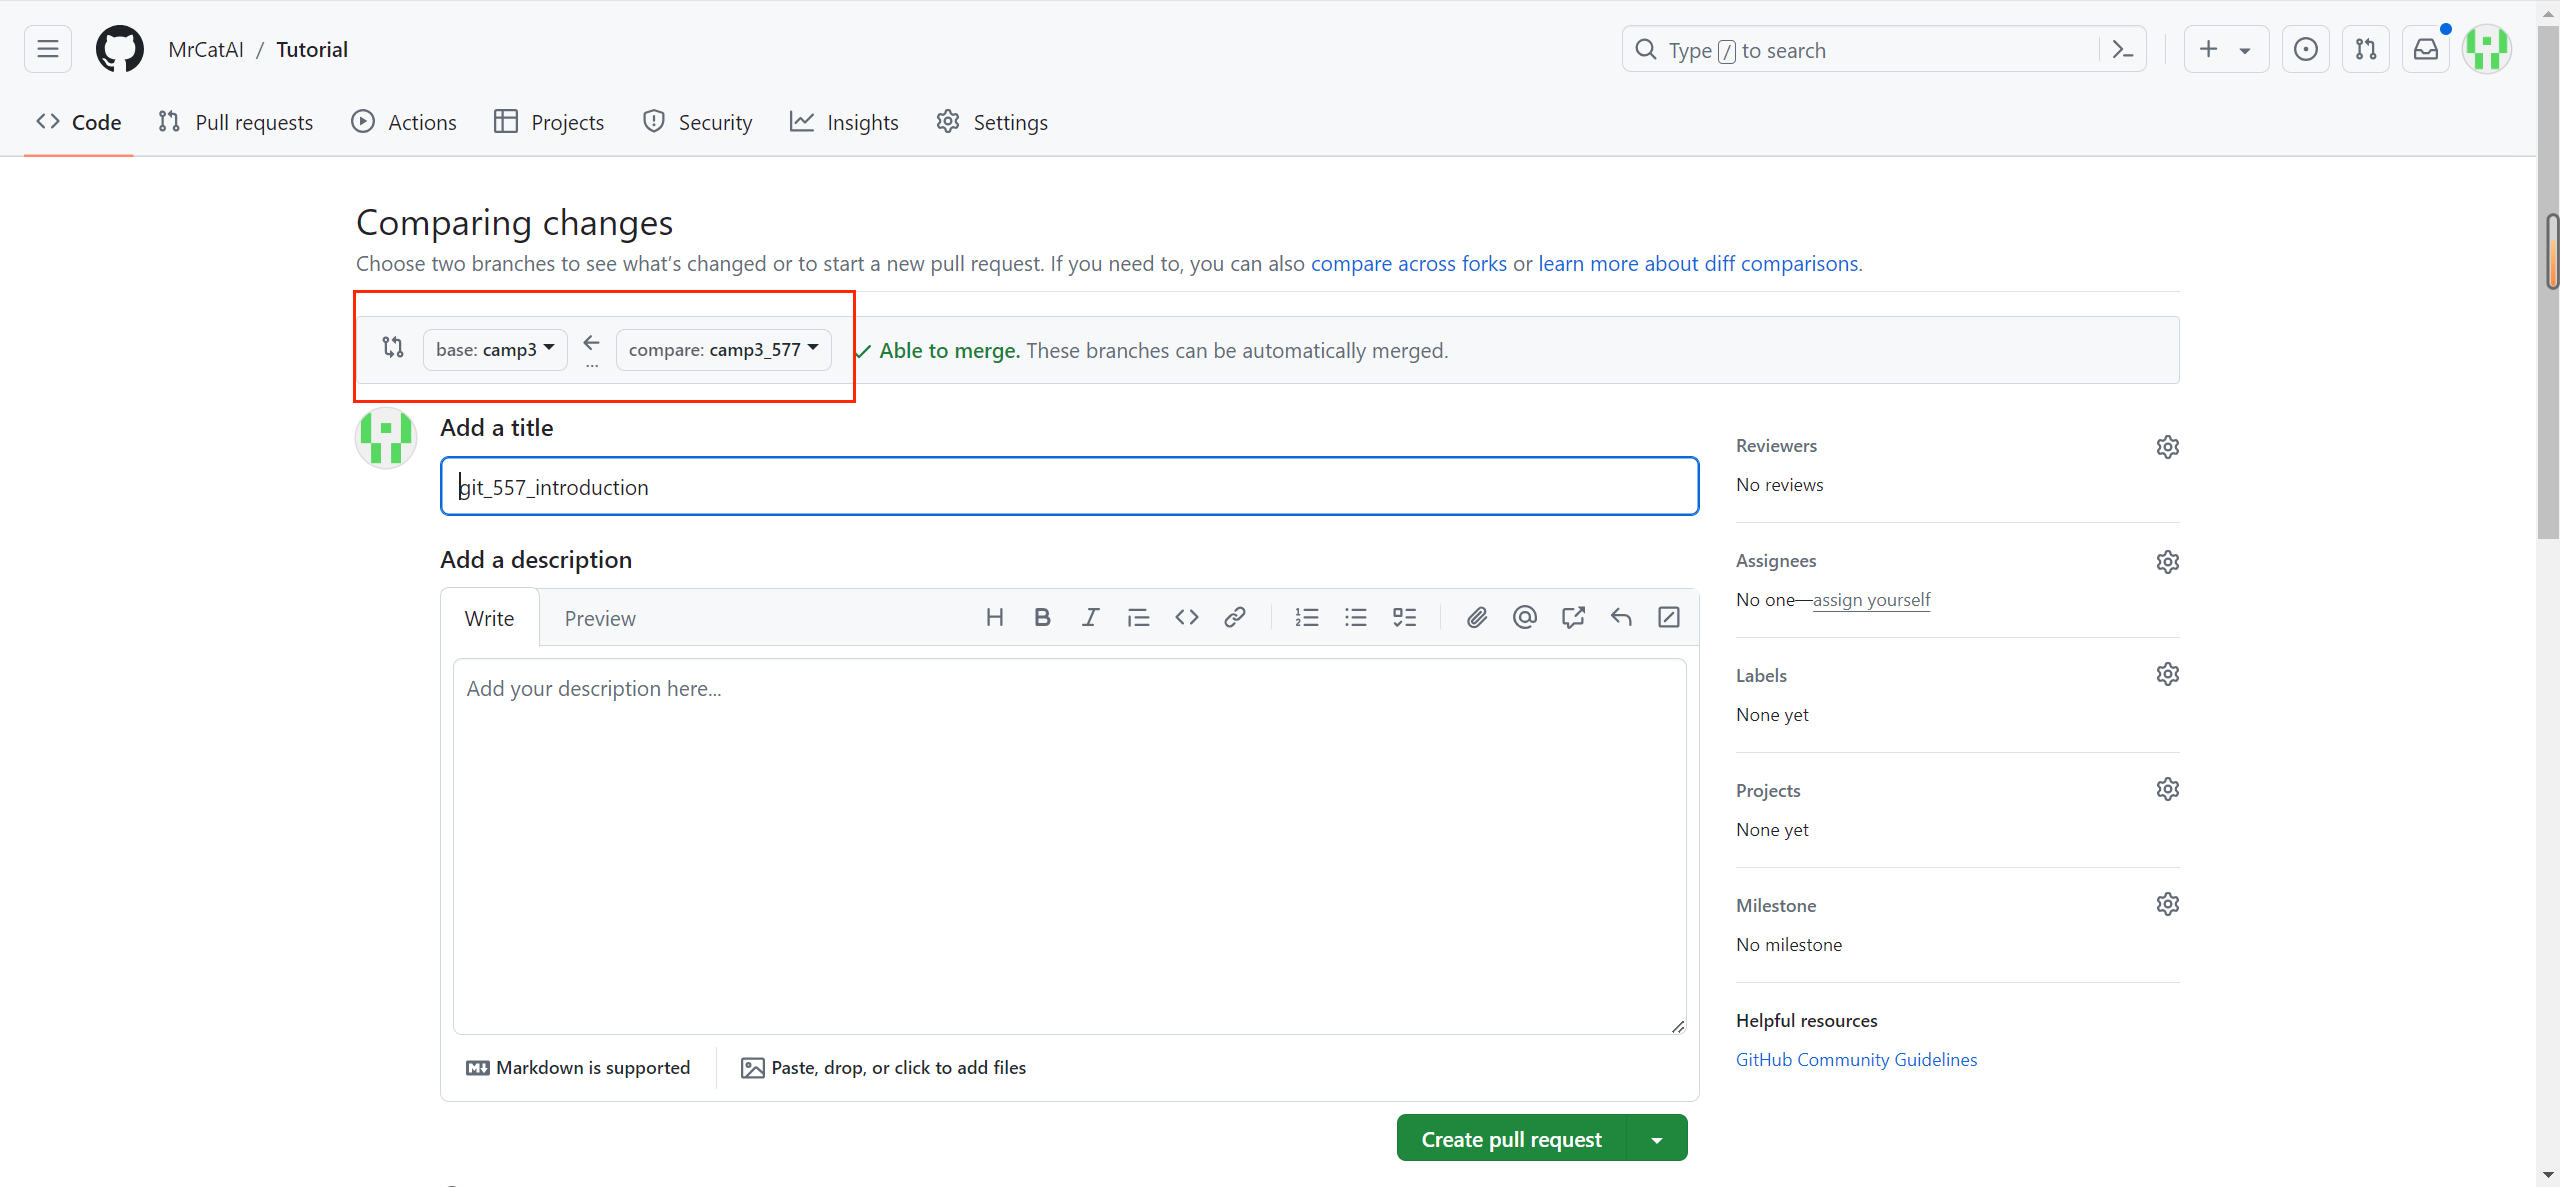 MrCatAI / Tutorial
Type / to search
Code Pull requests Actions Projects Security Insights Settings
Comparing changes
Choose two branches to see what's changed or to start a new pull request. If you need to, you can also compare across forks or learn more about diff comparisons.
base: camp3 ... compare: camp3_577 Able to merge. These branches can be automatically merged.
Add a title
git_557_introduction
Add a description
Write Preview
Add your description here...
Markdown is supported
Paste, drop, or click to add files
Create pull request
Reviewers
No reviews
Assignees
No one—assign yourself
Labels
None yet
Projects
None yet
Milestone
No milestone
Helpful resources
GitHub Community Guidelines